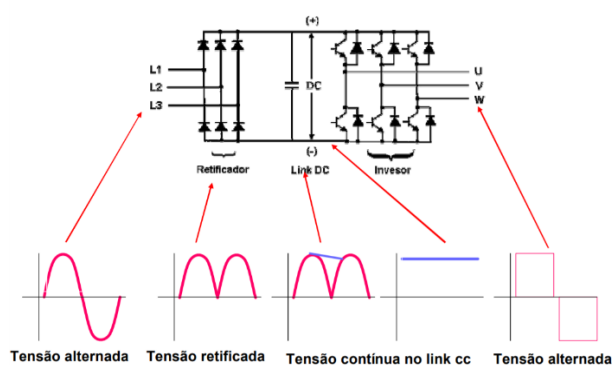 (+)
L1
L2
L3
DC
U
V
W
(-)
Retificador
Link DC
Invesor
Tensão alternada
Tensão retificada
Tensão contínua no link cc
Tensão alternada